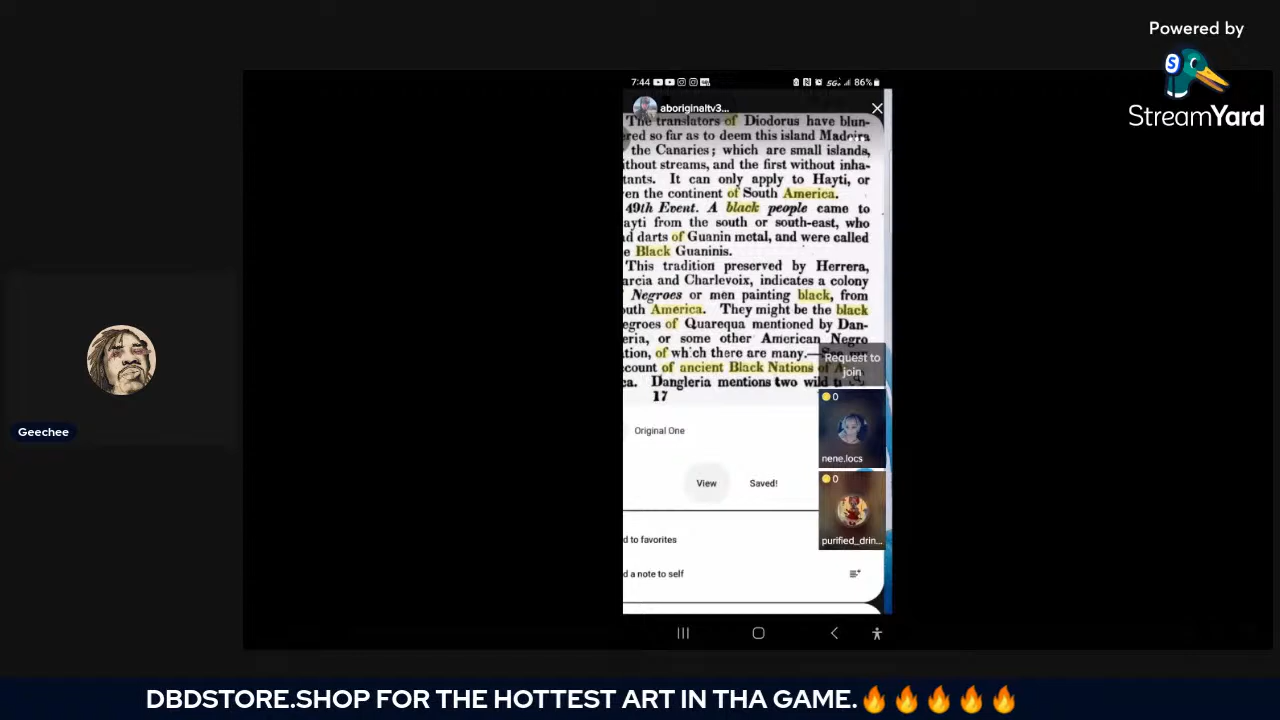 Powered by
StreamYard
7:44
5G
86%
aboriginaltv3...
The translators of Diodorus have blun-
red so far as to deem this island Madeira
the Canaries; which are small islands,
ithout streams, and the first without inha-
tants. It can only apply to Hayti, or
en the continent of South America.
49th Event. A black people came to
ayti from the south or south-east, who
d darts of Guanin metal, and were called
e Black Guaninis.
This tradition preserved by Herrera,
arcia and Charlevoix, indicates a colony
Negroes or men painting black, from
outh America. They might be the black
egroes of Quarequa mentioned by Dan-
eria, or some other American Negro
tion, of which there are many.—See my
count of ancient Black Nations of A
ca. Dangleria mentions two wild
17
Request to
join
0
nene.locs
0
purified_drin...
Original One
View
Saved!
d to favorites
d a note to self
Geechee
DBDSTORE.SHOP FOR THE HOTTEST ART IN THA GAME.🔥🔥🔥🔥🔥